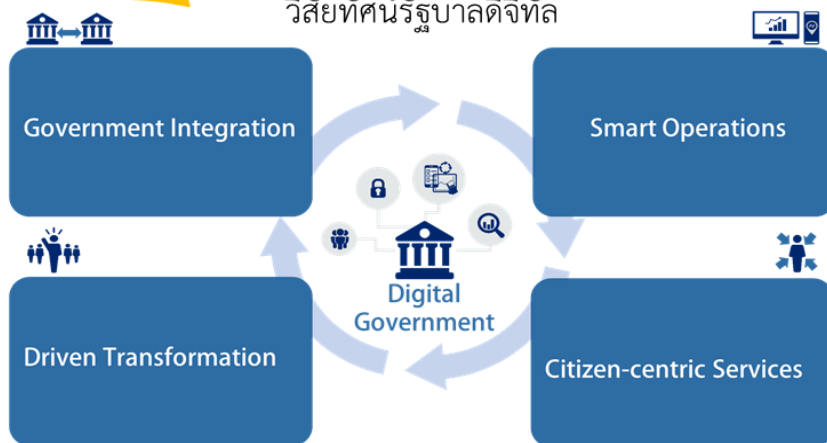 วิสัยทัศน์รัฐบาลดิจิทัล
Government Integration
Smart Operations
Digital
Government
Driven Transformation
Citizen-centric Services